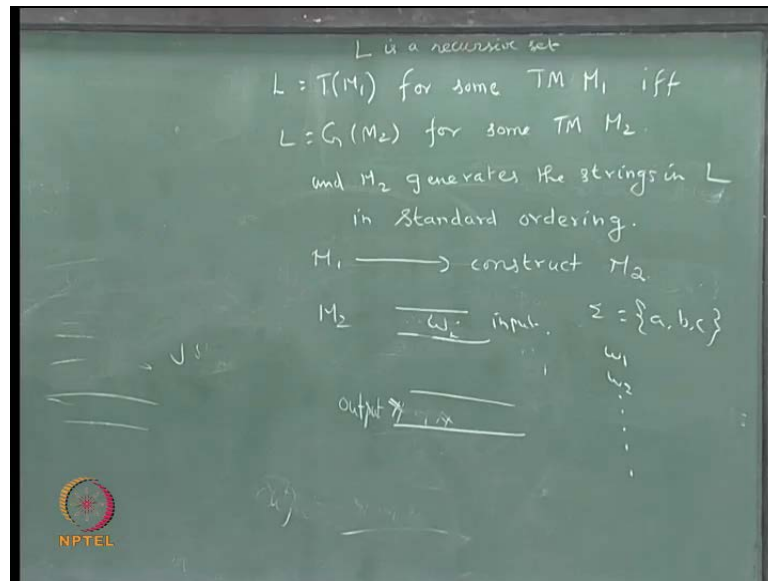 L is a recursive set
L = T(M₁) for some TM M₁ iff
L = G(M₂) for some TM M₂.
and M₂ generates the strings in L
in standard ordering.
M₁ ⟶ construct M₂.
M₂ wᵢ input. Σ = {a, b, c}
w₁
w₂
output
NPTEL